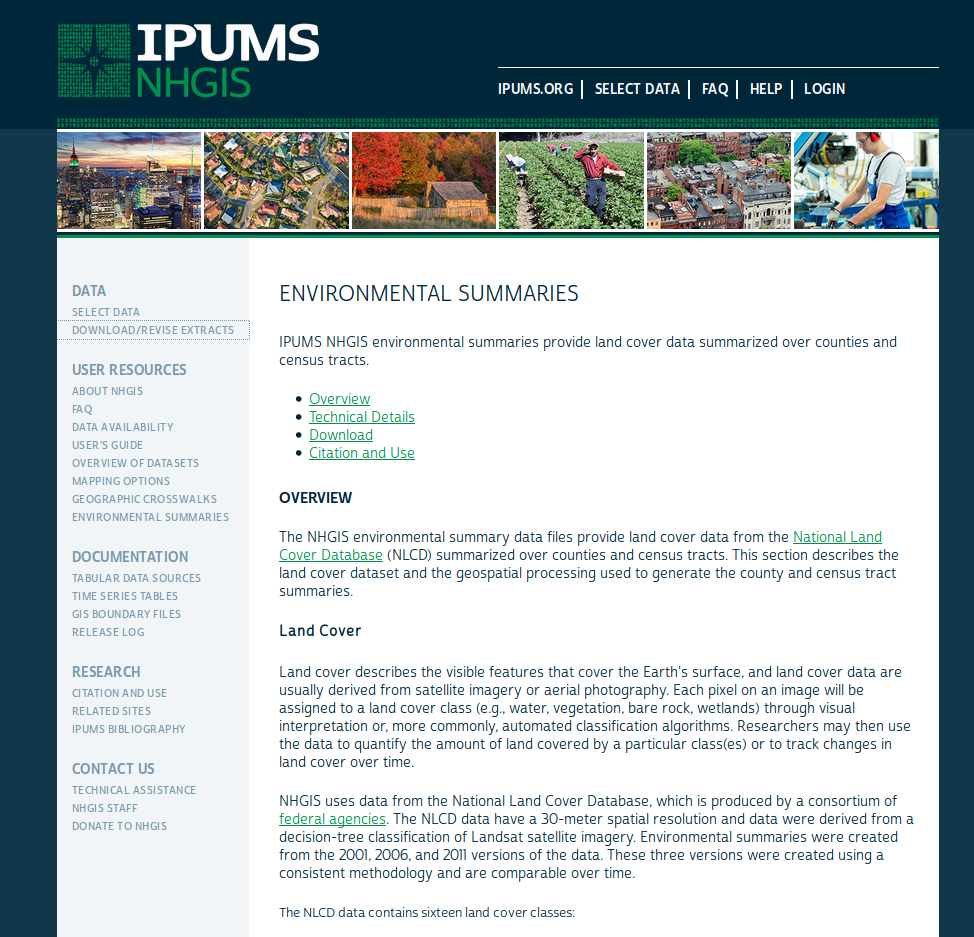 IPUMS
NHGIS
IPUMS.ORG
SELECT DATA
FAQ
HELP
LOGIN
DATA
SELECT DATA
DOWNLOAD/REVISE EXTRACTS
USER RESOURCES
ABOUT NHGIS
FAQ
DATA AVAILABILITY
USER'S GUIDE
OVERVIEW OF DATASETS
MAPPING OPTIONS
GEOGRAPHIC CROSSWALKS
ENVIRONMENTAL SUMMARIES
DOCUMENTATION
TABULAR DATA SOURCES
TIME SERIES TABLES
GIS BOUNDARY FILES
RELEASE LOG
RESEARCH
CITATION AND USE
RELATED SITES
IPUMS BIBLIOGRAPHY
CONTACT US
TECHNICAL ASSISTANCE
NHGIS STAFF
DONATE TO NHGIS
ENVIRONMENTAL SUMMARIES
IPUMS NHGIS environmental summaries provide land cover data summarized over counties and
census tracts.
Overview
Technical Details
Download
Citation and Use
OVERVIEW
The NHGIS environmental summary data files provide land cover data from the National Land
Cover Database (NLCD) summarized over counties and census tracts. This section describes the
land cover dataset and the geospatial processing used to generate the county and census tract
summaries.
Land Cover
Land cover describes the visible features that cover the Earth's surface, and land cover data are
usually derived from satellite imagery or aerial photography. Each pixel on an image will be
assigned to a land cover class (e.g., water, vegetation, bare rock, wetlands) through visual
interpretation or, more commonly, automated classification algorithms. Researchers may then use
the data to quantify the amount of land covered by a particular class(es) or to track changes in
land cover over time.
NHGIS uses data from the National Land Cover Database, which is produced by a consortium of
federal agencies. The NLCD data have a 30-meter spatial resolution and data were derived from a
decision-tree classification of Landsat satellite imagery. Environmental summaries were created
from the 2001, 2006, and 2011 versions of the data. These three versions were created using a
consistent methodology and are comparable over time.
The NLCD data contains sixteen land cover classes: